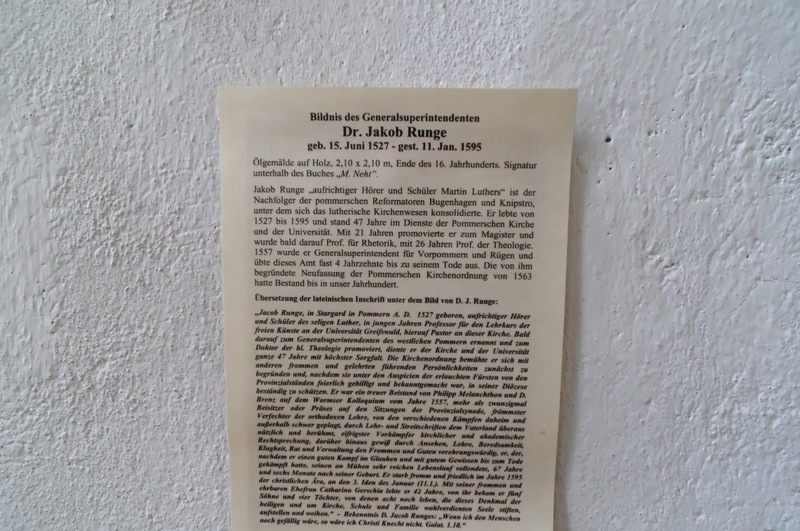 Bildnis des Generalsuperintendenten
Dr. Jakob Runge
geb. 15. Juni 1527 - gest. 11. Jan. 1595
Ölgemälde auf Holz, 2,10 x 2,10 m, Ende des 16. Jahrhunderts. Signatur
unterhalb des Buches „M. Neht".
Jakob Runge „aufrichtiger Hörer und Schüler Martin Luthers" ist der
Nachfolger der pommerschen Reformatoren Bugenhagen und Knipstro,
unter dem sich das lutherische Kirchenwesen konsolidierte. Er lebte von
1527 bis 1595 und stand 47 Jahre im Dienste der Pommerschen Kirche
und der Universität. Mit 21 Jahren promovierte er zum Magister und
wurde bald darauf Prof. für Rhetorik, mit 26 Jahren Prof. der Theologie.
1557 wurde er Generalsuperintendent für Vorpommern und Rügen und
übte dieses Amt fast 4 Jahrzehnte bis zu seinem Tode aus. Die von ihm
begründete Neufassung der Pommerschen Kirchenordnung von 1563
hatte Bestand bis in unser Jahrhundert.
Übersetzung der lateinischen Inschrift unter dem Bild von D. J. Runge:
„Jacob Runge, in Stargard in Pommern A. D. 1527 geboren, aufrichtiger Hörer
und Schüler des seligen Luther, in jungen Jahren Professor für den Lehrkurs der
freien Künste an der Universität Greifswald, hierauf Pastor an dieser Kirche. Bald
darauf zum Generalsuperintendenten des westlichen Pommern ernannt und zum
Doktor der hl. Theologie promoviert, diente er der Kirche und der Universität
ganze 47 Jahre mit höchster Sorgfalt. Die Kirchenordnung bemühte er sich mit
anderen frommen und gelehrten führenden Persönlichkeiten zunächst zu
begründen und, nachdem sie unter den Auspicien der erlauchten Fürsten von den
Provinzialständen feierlich gebilligt und bekanntgemacht war, in seiner Diözese
beständig zu schützen. Er war ein treuer Beistand von Philipp Melanchthon und D.
Brenz auf dem Wormser Kolloquium vom Jahre 1557, mehr als zwanzigmal
Beisitzer oder Präses auf den Sitzungen der Provinzialsynode, frömmster
Verfechter der orthodoxen Lehre, von den verschiedenen Kämpfen daheim und
außerhalb schwer geplagt, durch Lehr- und Streitschriften dem Vaterland überaus
nützlich und berühmt, eifrigster Vorkämpfer kirchlicher und akademischer
Rechtsprechung, darüber hinaus gewiß durch Ansehen, Lehre, Beredsamkeit,
Klugheit, Rat und Verwaltung den Frommen und Guten verehrungswürdig, er, der,
nachdem er einen guten Kampf im Glauben und mit gutem Gewissen bis zum Tode
gekämpft hatte, seinen an Mühen sehr reichen Lebenslauf vollendete, 67 Jahre
und sechs Monate nach seiner Geburt. Er starb fromm und friedlich im Jahre 1595
der christlichen Ära, an den 3. Iden des Januar (11.1.). Mit seiner frommen und
ehrbaren Ehefrau Catharina Gerschia lebte er 42 Jahre, von ihr bekam er fünf
Söhne und vier Töchter, von denen acht noch leben, die dieses Denkmal der
heiligen und um Kirche, Schule und Familie wohlverdienten Seele stiften,
aufstellen und weihen." - Bekenntnis D. Jacob Runges: „Wenn ich den Menschen
noch gefällig wäre, so wäre ich Christi Knecht nicht. Galat. 1.10."